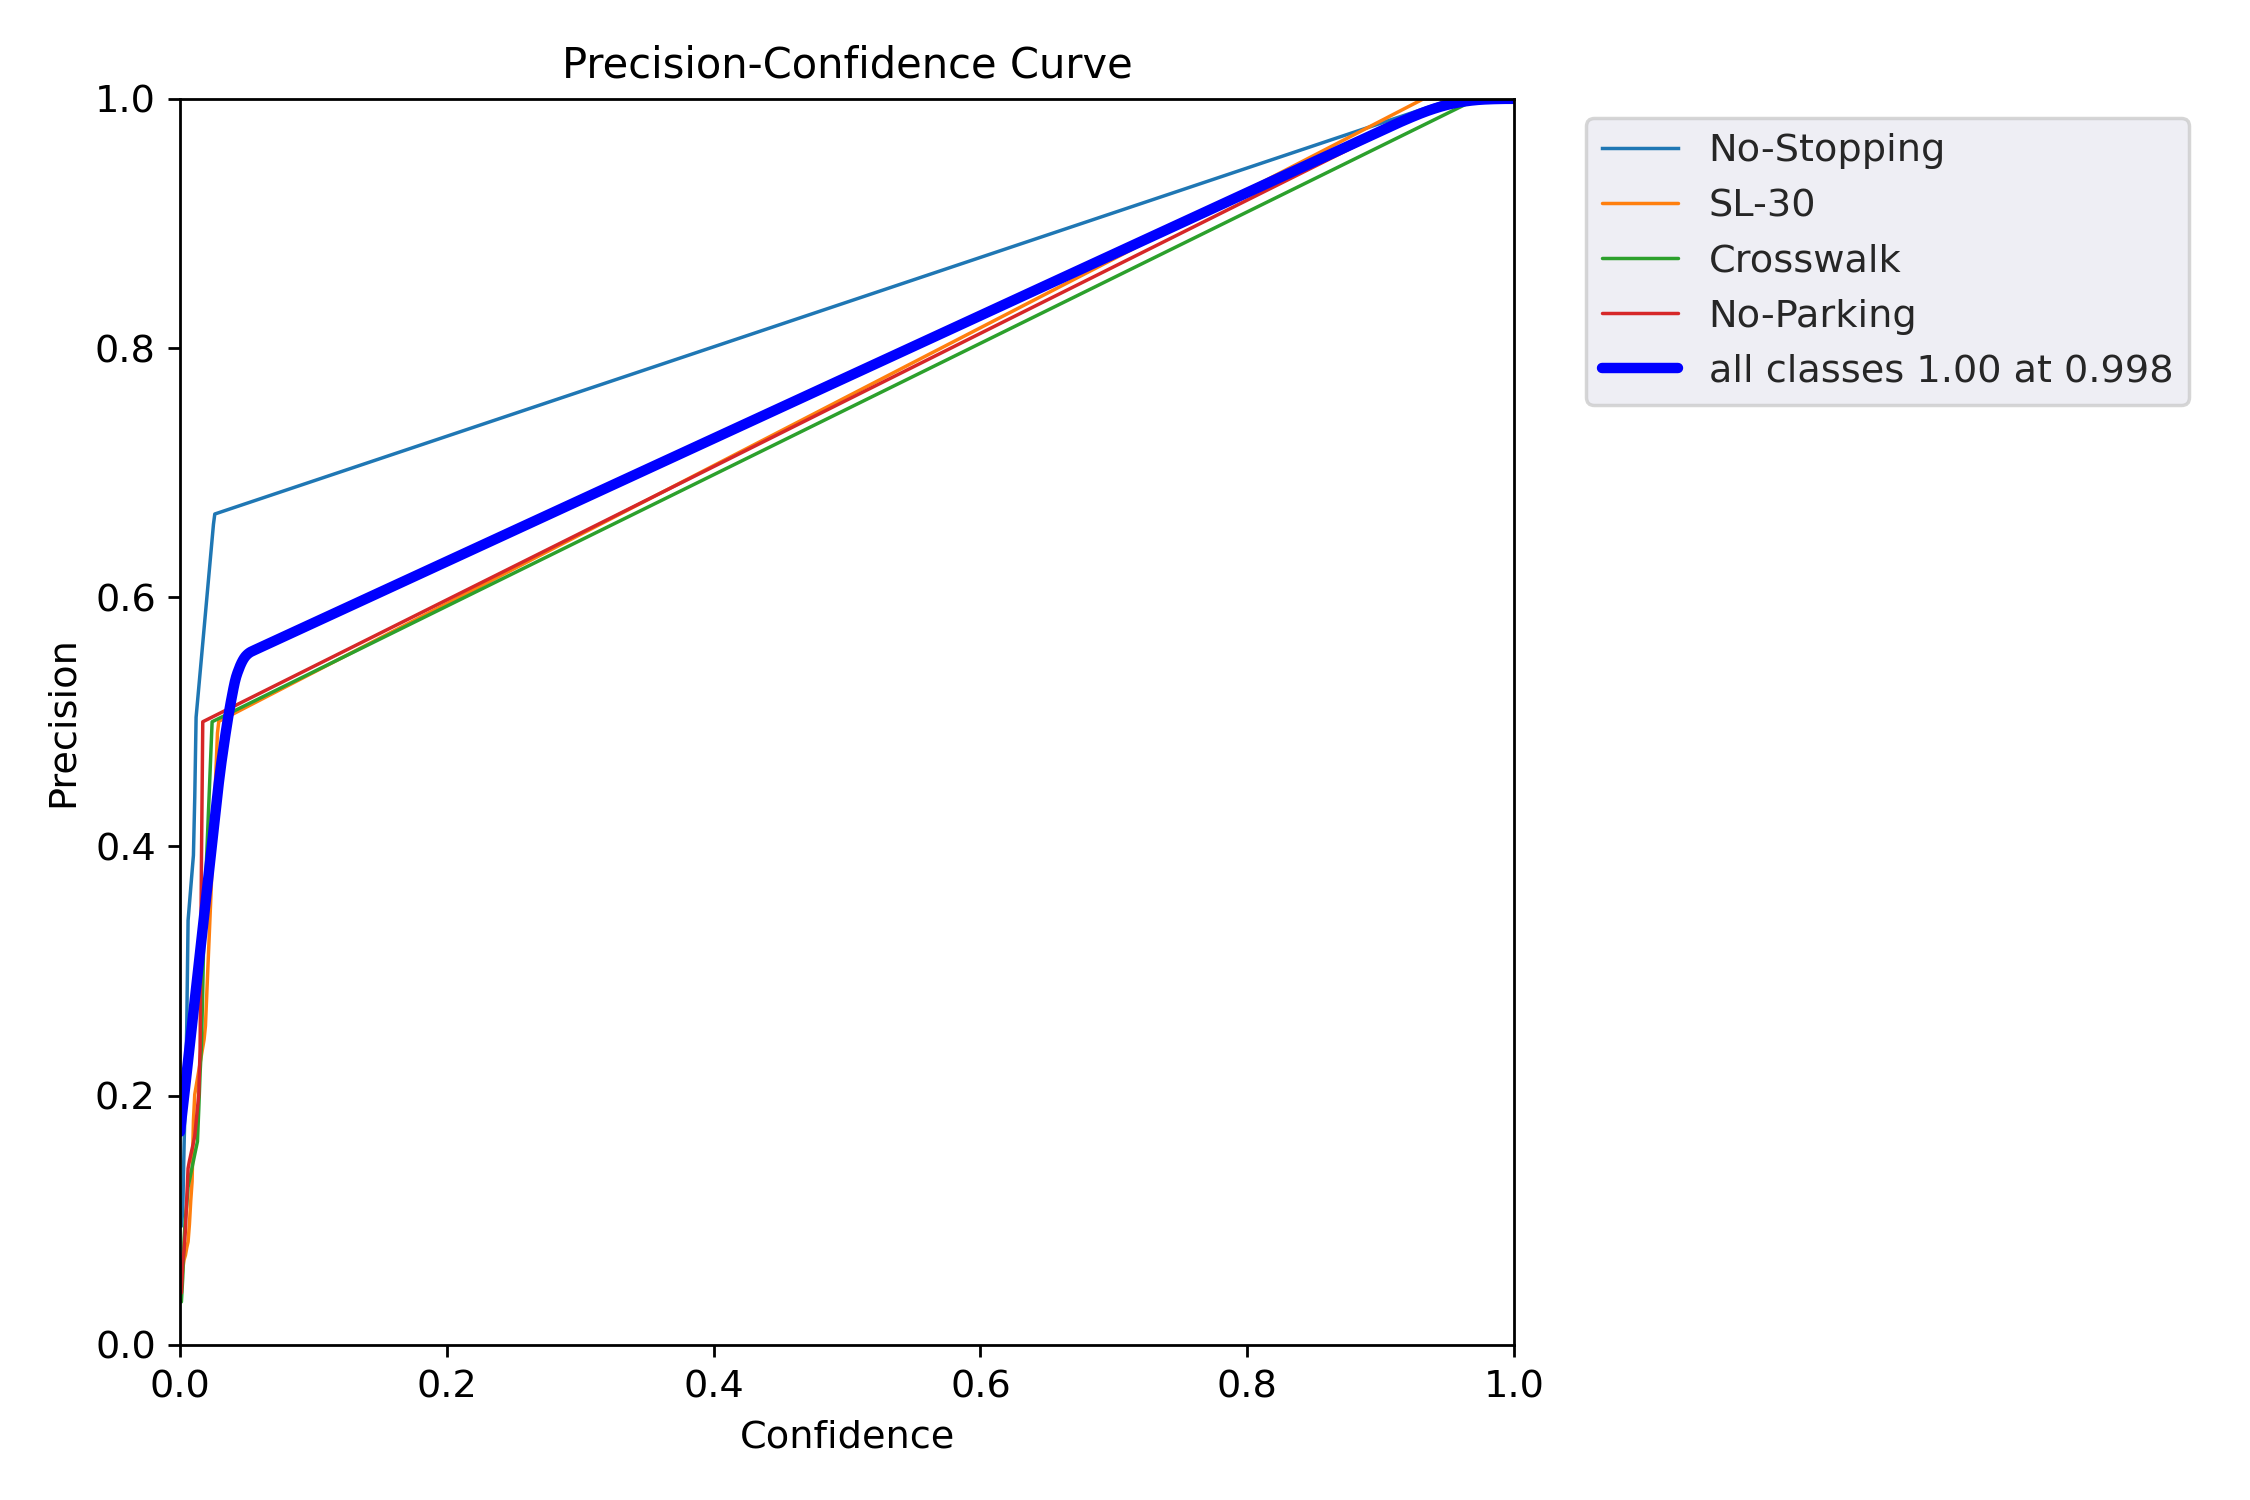 Precision-Confidence Curve
1.0
0.8
0.6
0.4
0.2
0.0
Precision
0.0 0.2 0.4 0.6 0.8 1.0
Confidence
No-Stopping
SL-30
Crosswalk
No-Parking
all classes 1.00 at 0.998